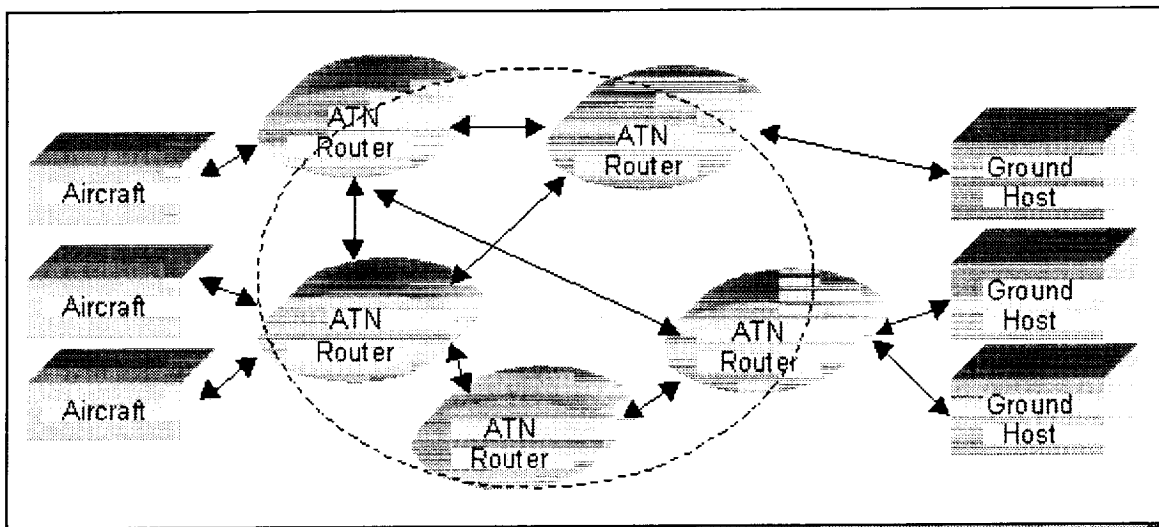 ATN
Router
ATN
Router
Ground
Host
Aircraft
Aircraft
ATN
Router
ATN
Router
Ground
Host
Aircraft
ATN
Router
Ground
Host